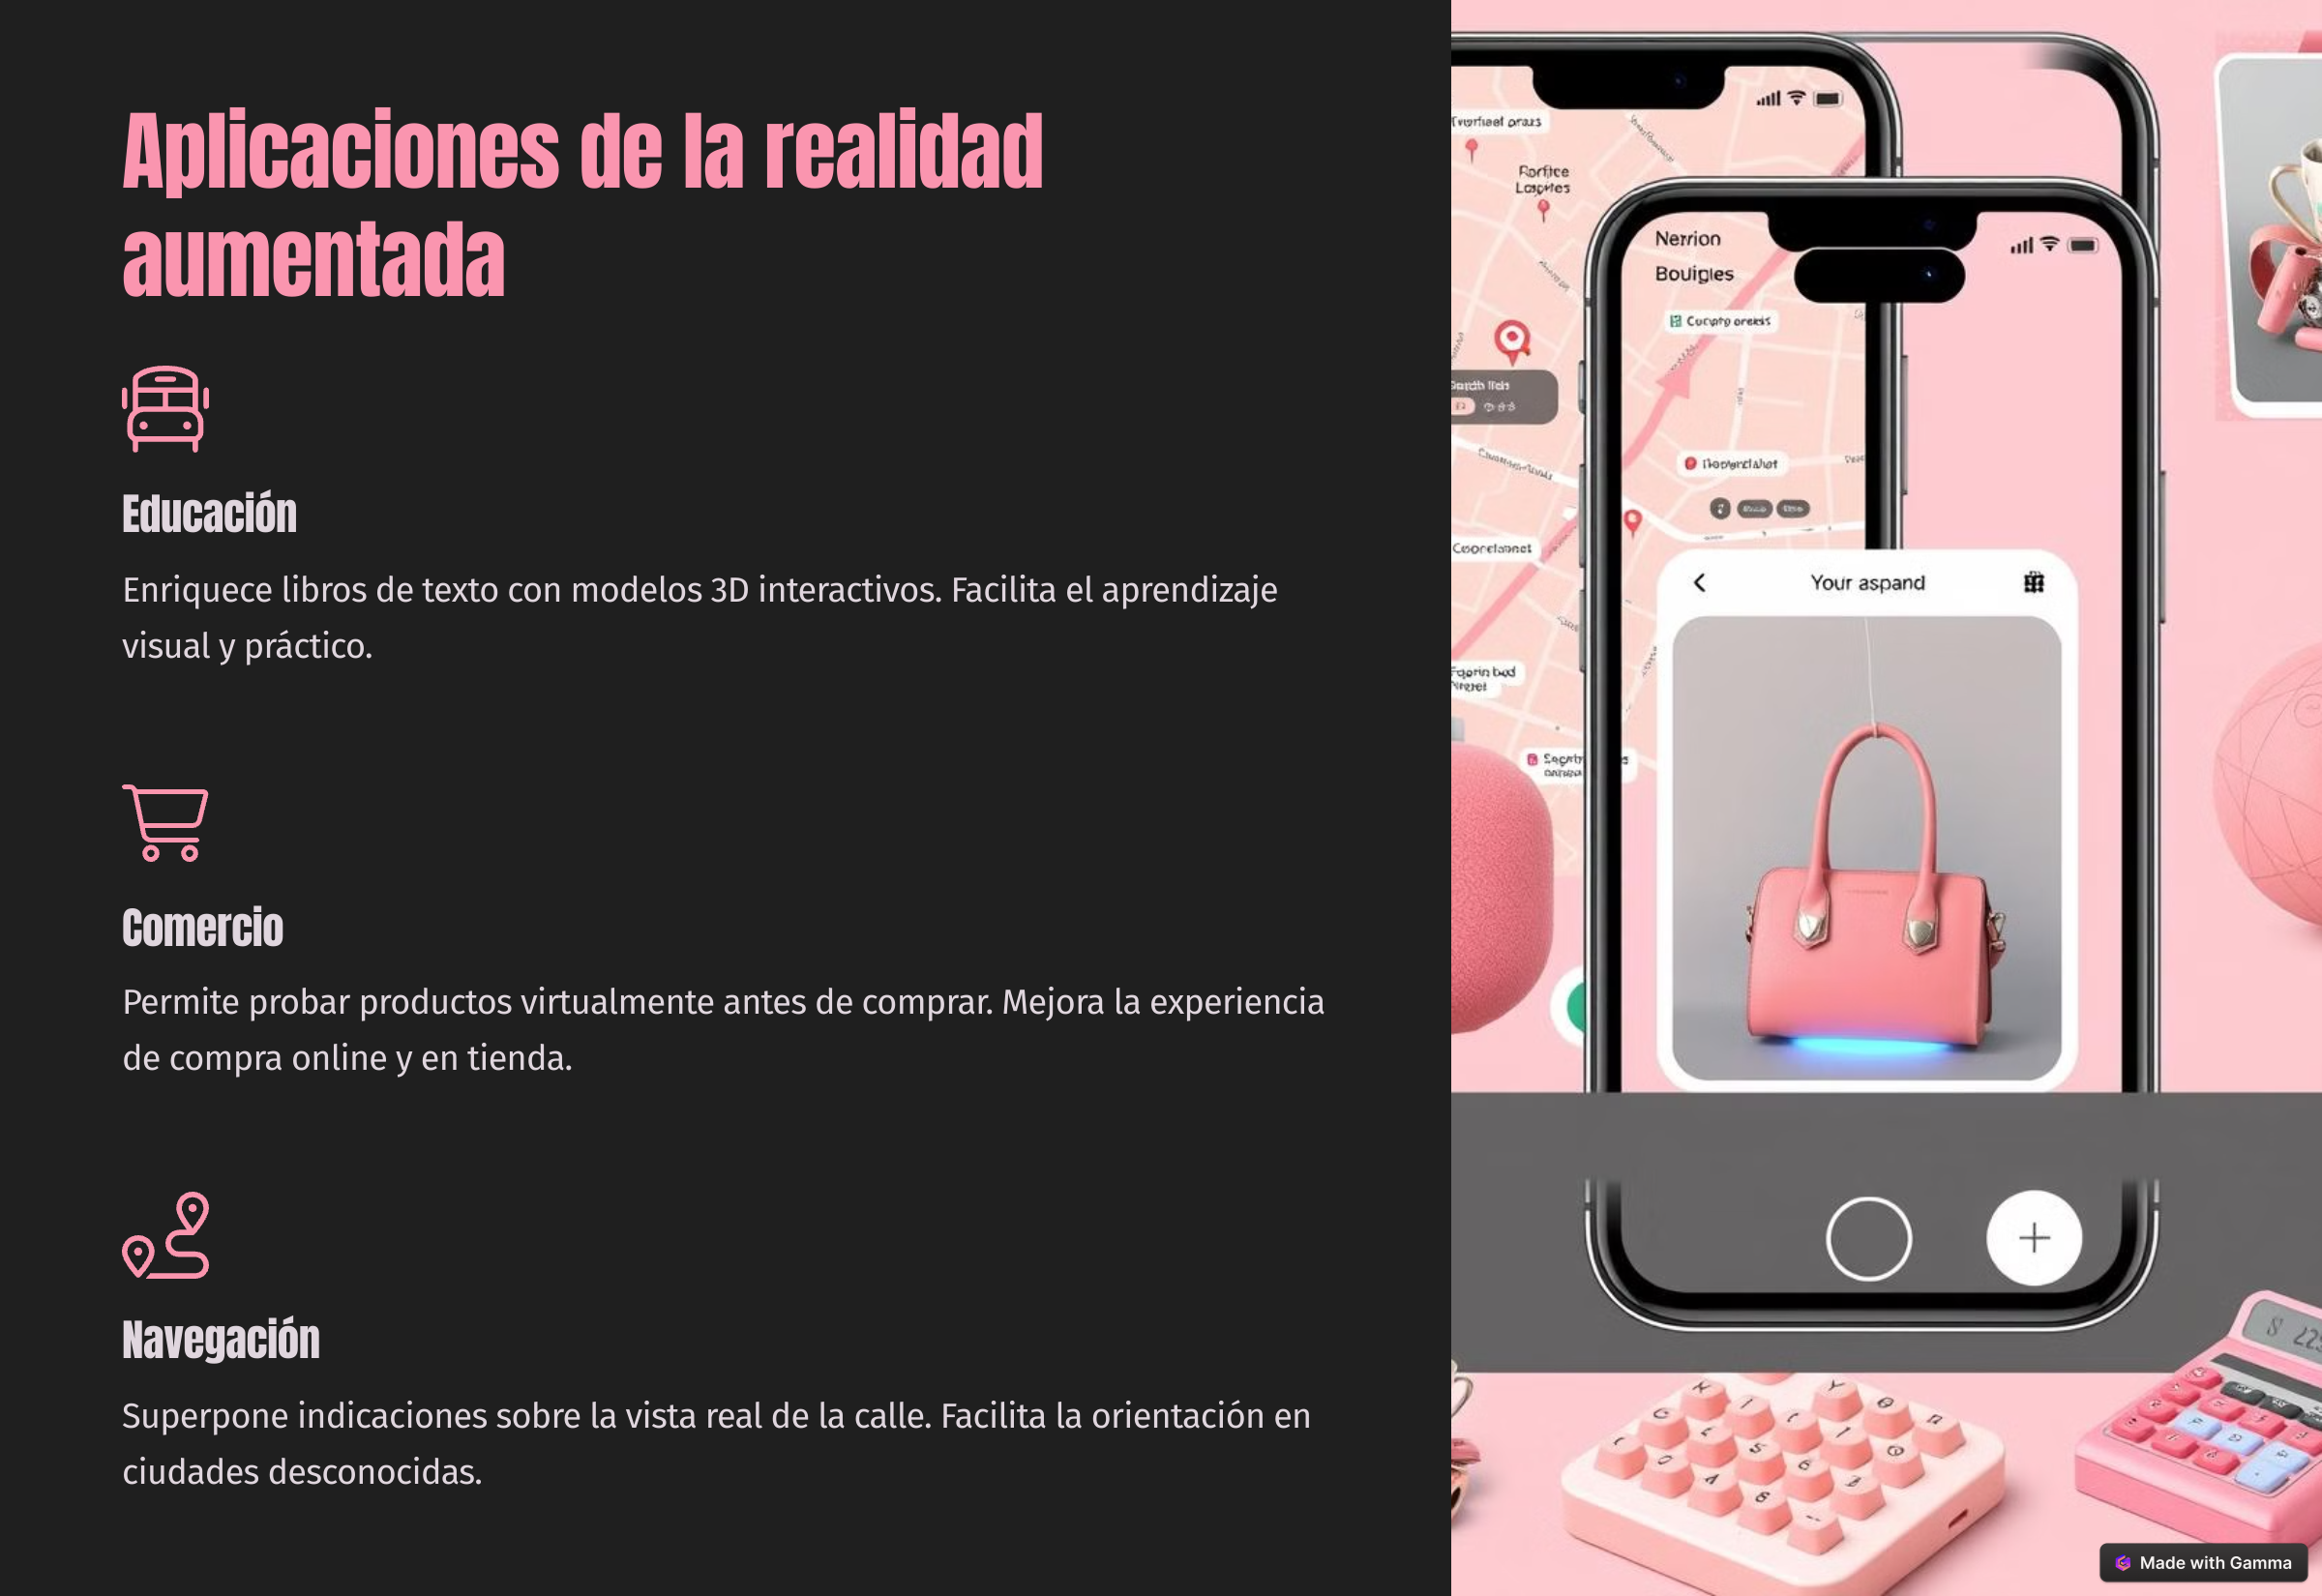 Aplicaciones de la realidad
aumentada
Educación
Enriquece libros de texto con modelos 3D interactivos. Facilita el aprendizaje
visual y práctico.
Comercio
Permite probar productos virtualmente antes de comprar. Mejora la experiencia
de compra online y en tienda.
Navegación
Superpone indicaciones sobre la vista real de la calle. Facilita la orientación en
ciudades desconocidas.
Nerrion
Your aspand
Made with Gamma